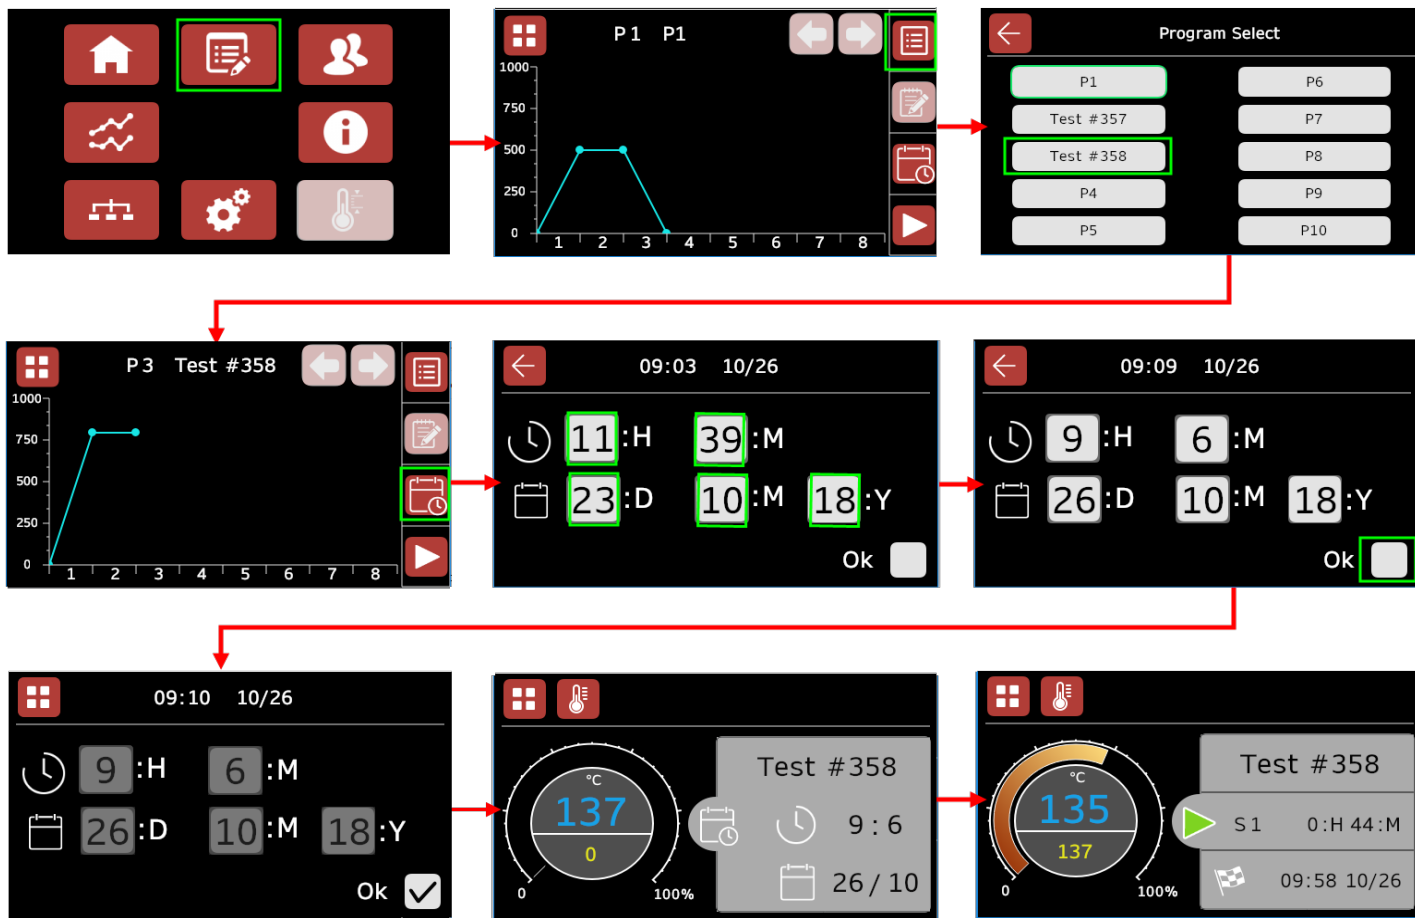 P 1 P1
1000
750
500
250
0
1 2 3 4 5 6 7 8
Program Select
P1 P6
Test #357 P7
Test #358 P8
P4 P9
P5 P10
P 3 Test #358
1000
750
500
250
0
1 2 3 4 5 6 7 8
09:03 10/26
11 :H 39 :M
23 :D 10 :M 18 :Y
Ok
09:09 10/26
9 :H 6 :M
26 :D 10 :M 18 :Y
Ok
09:10 10/26
9 :H 6 :M
26 :D 10 :M 18 :Y
Ok
°C
137
0
0 100%
Test #358
9 : 6
26 / 10
°C
135
137
0 100%
Test #358
S 1 0:H 44:M
09:58 10/26